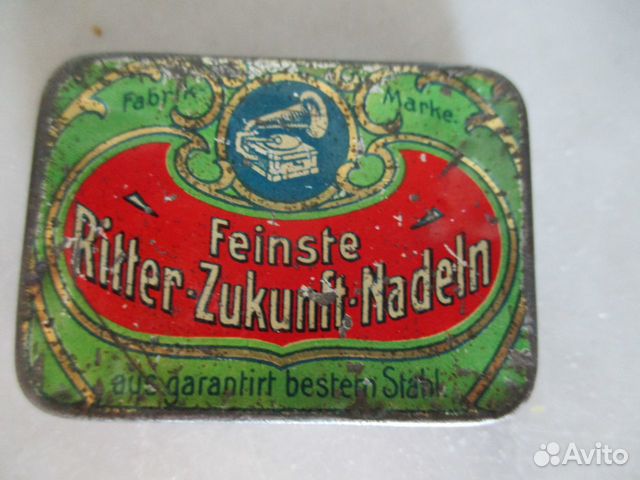 Fabrik Marke.
Feinste
Ritter-Zukunft-Nadeln
aus garantirt bestem Stahl.
Avito